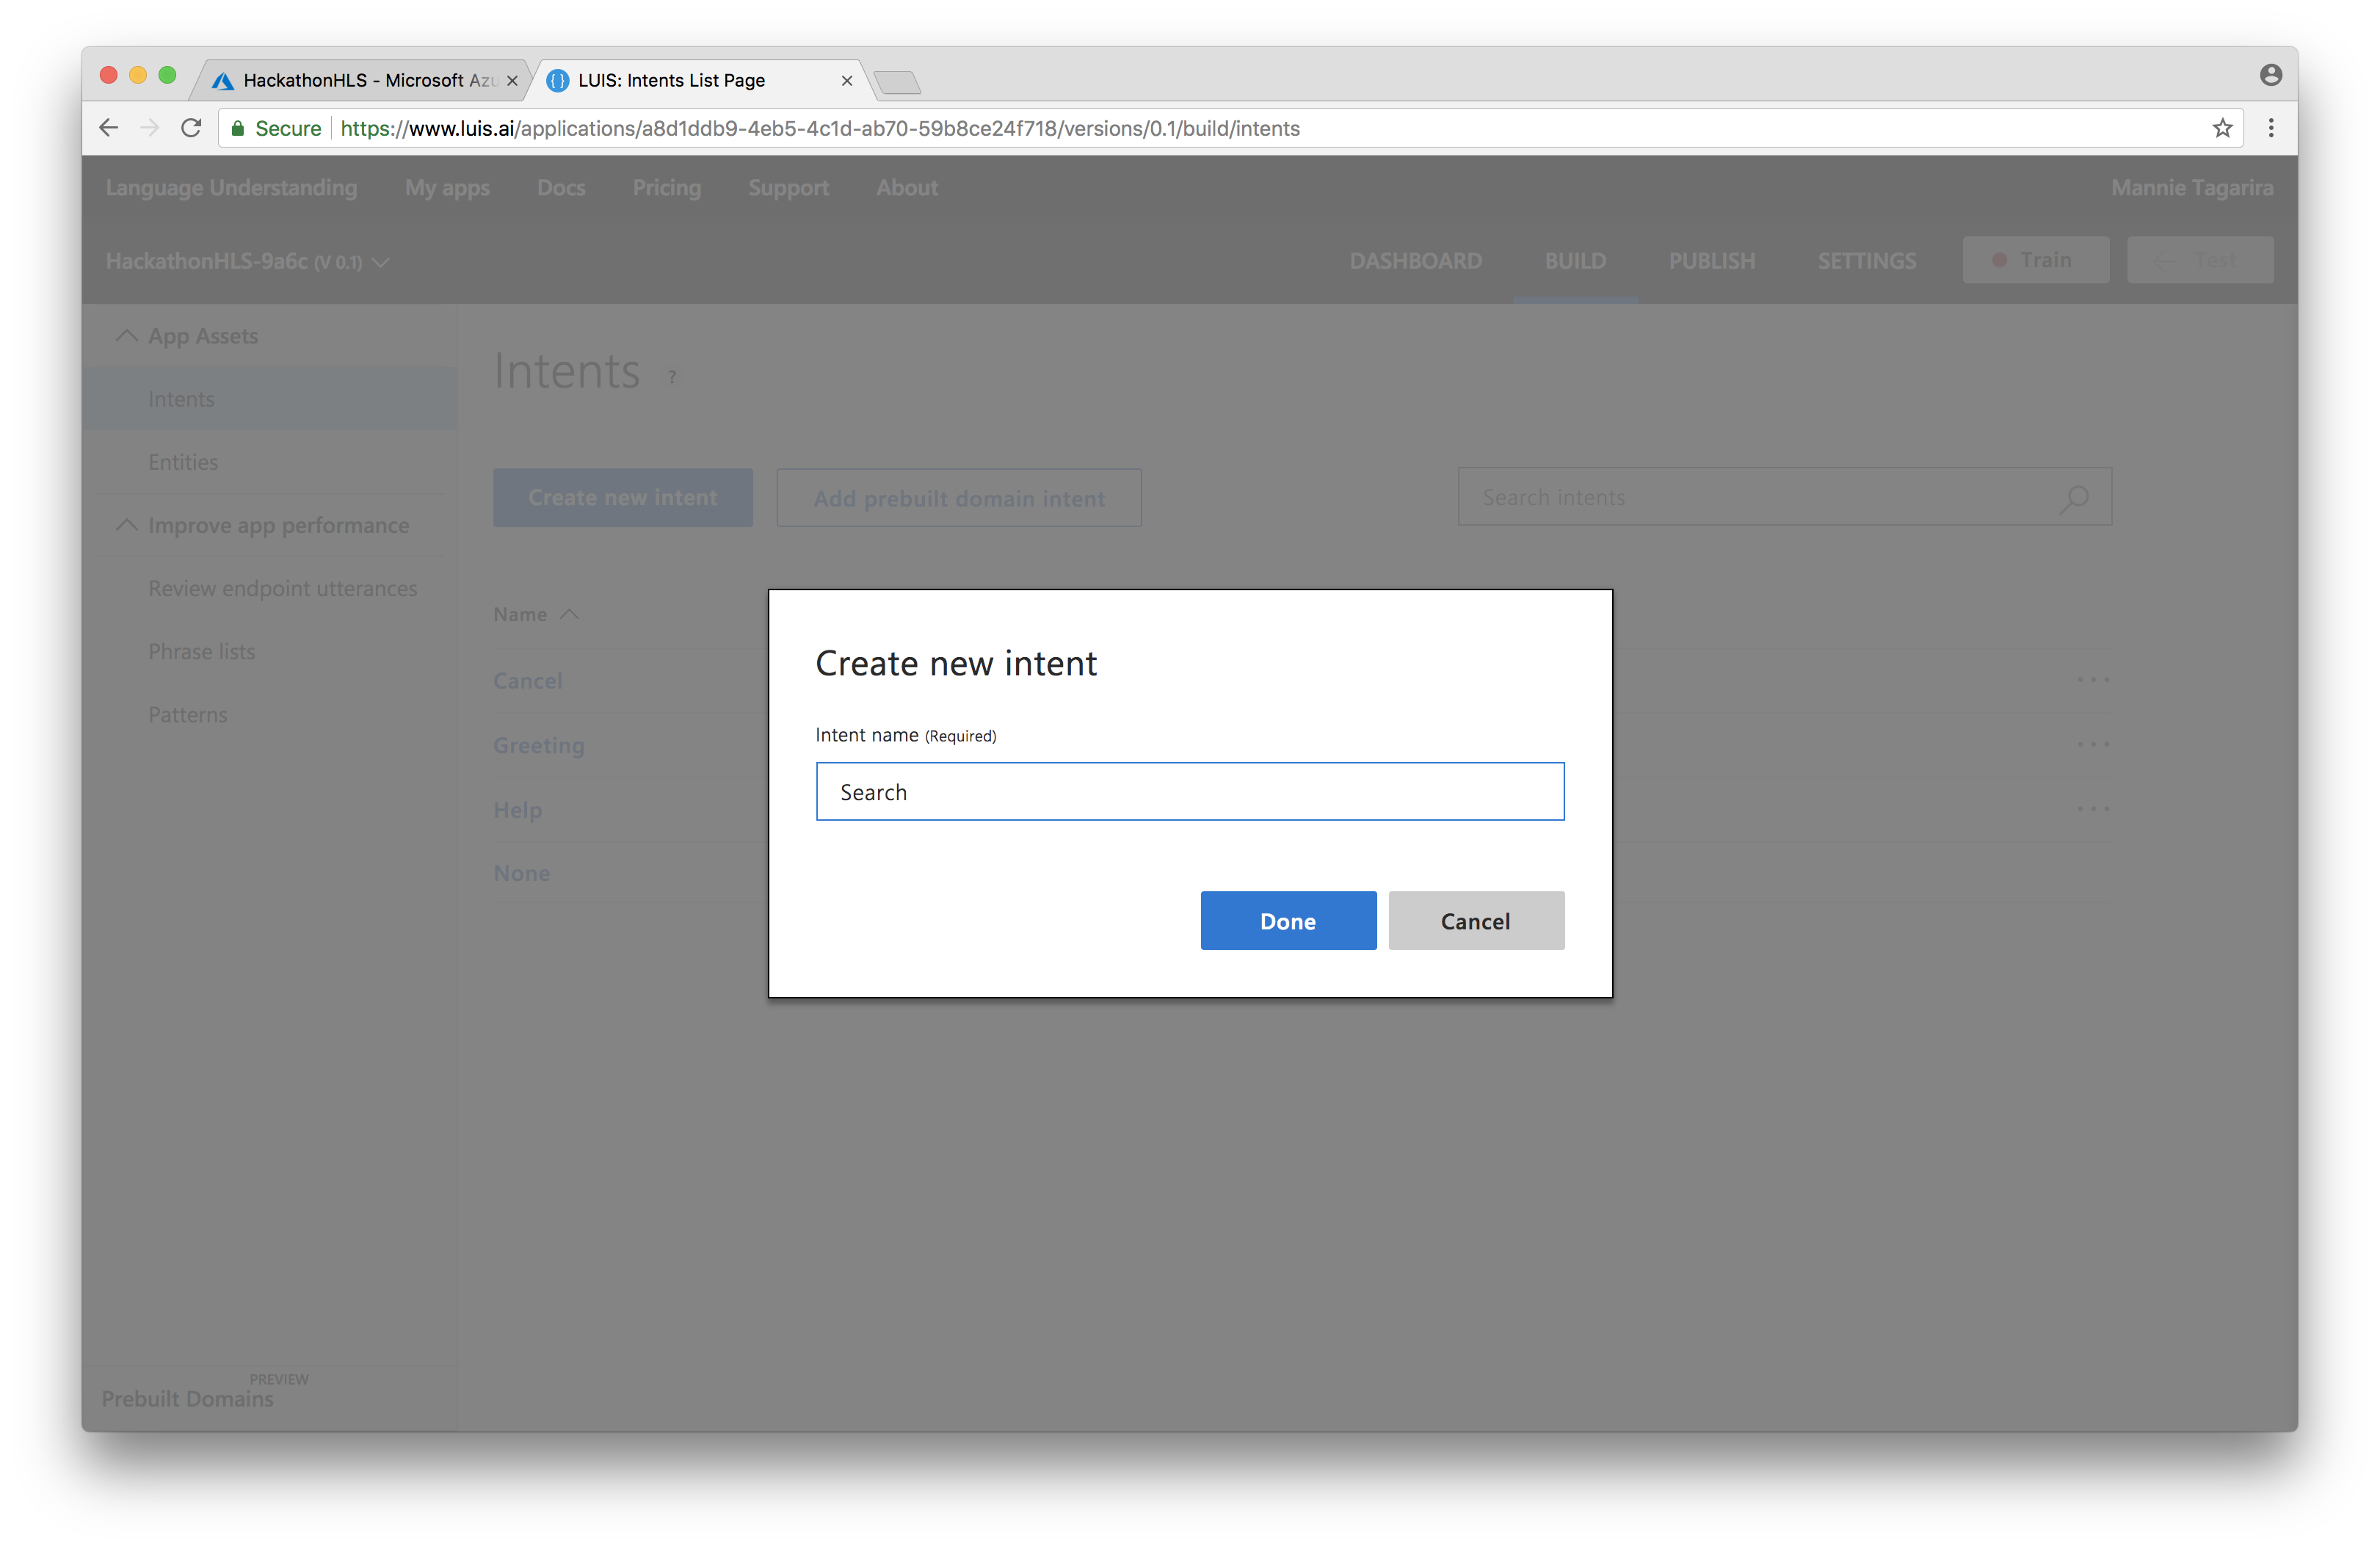 HackathonHLS - Microsoft Azu
LUIS: Intents List Page
Secure
https://www.luis.ai/applications/a8d1ddb9-4eb5-4c1d-ab70-59b8ce24f718/versions/0.1/build/intents
Language Understanding My apps Docs Pricing Support About Mannie Tagarira
HackathonHLS-9a6c (V 0.1) DASHBOARD BUILD PUBLISH SETTINGS Train Test
App Assets
Intents
Entities
Improve app performance
Review endpoint utterances
Phrase lists
Patterns
PREVIEW
Prebuilt Domains
Intents ?
Create new intent Add prebuilt domain intent Search intents
Name
Cancel
Greeting
Help
None
Create new intent
Intent name (Required)
Search
Done Cancel